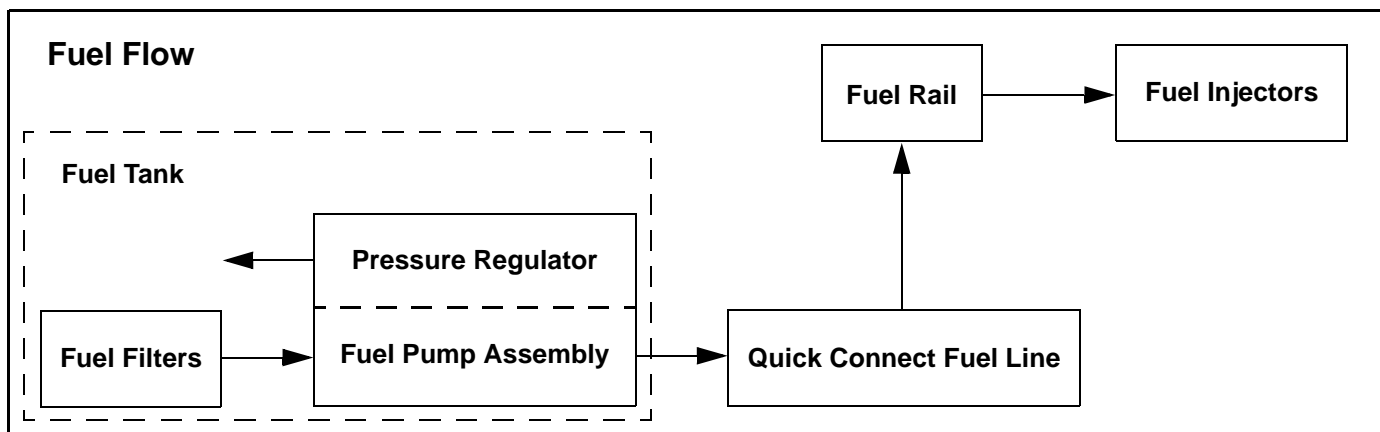 Fuel Flow
Fuel Rail
Fuel Injectors
Fuel Tank
Pressure Regulator
Fuel Filters
Fuel Pump Assembly
Quick Connect Fuel Line